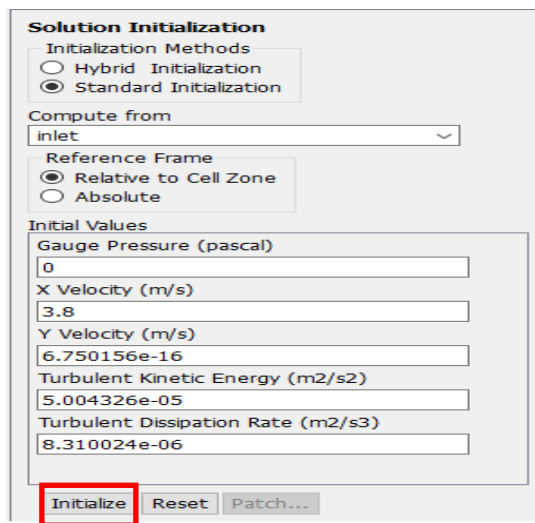 Solution Initialization
Initialization Methods
Hybrid Initialization
Standard Initialization
Compute from
inlet
Reference Frame
Relative to Cell Zone
Absolute
Initial Values
Gauge Pressure (pascal)
0
X Velocity (m/s)
3.8
Y Velocity (m/s)
6.750156e-16
Turbulent Kinetic Energy (m2/s2)
5.004326e-05
Turbulent Dissipation Rate (m2/s3)
8.310024e-06
Initialize Reset Patch...